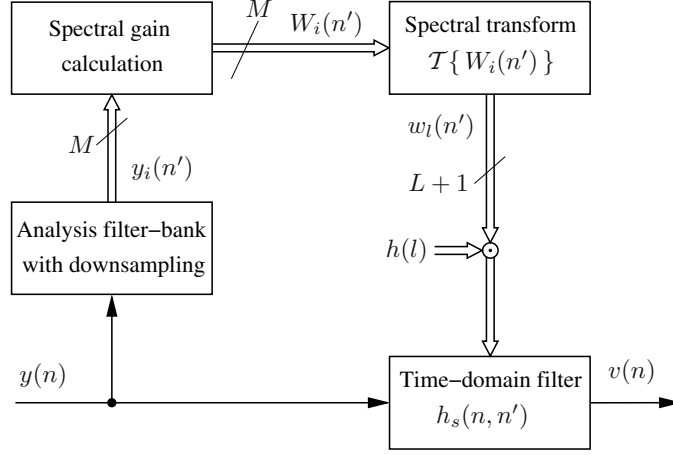 Spectral gain
calculation
M
W_i(n′)
Spectral transform
𝒯{ W_i(n′) }
M
y_i(n′)
w_l(n′)
L + 1
Analysis filter−bank
with downsampling
h(l)
y(n)
Time−domain filter
h_s(n, n′)
v(n)